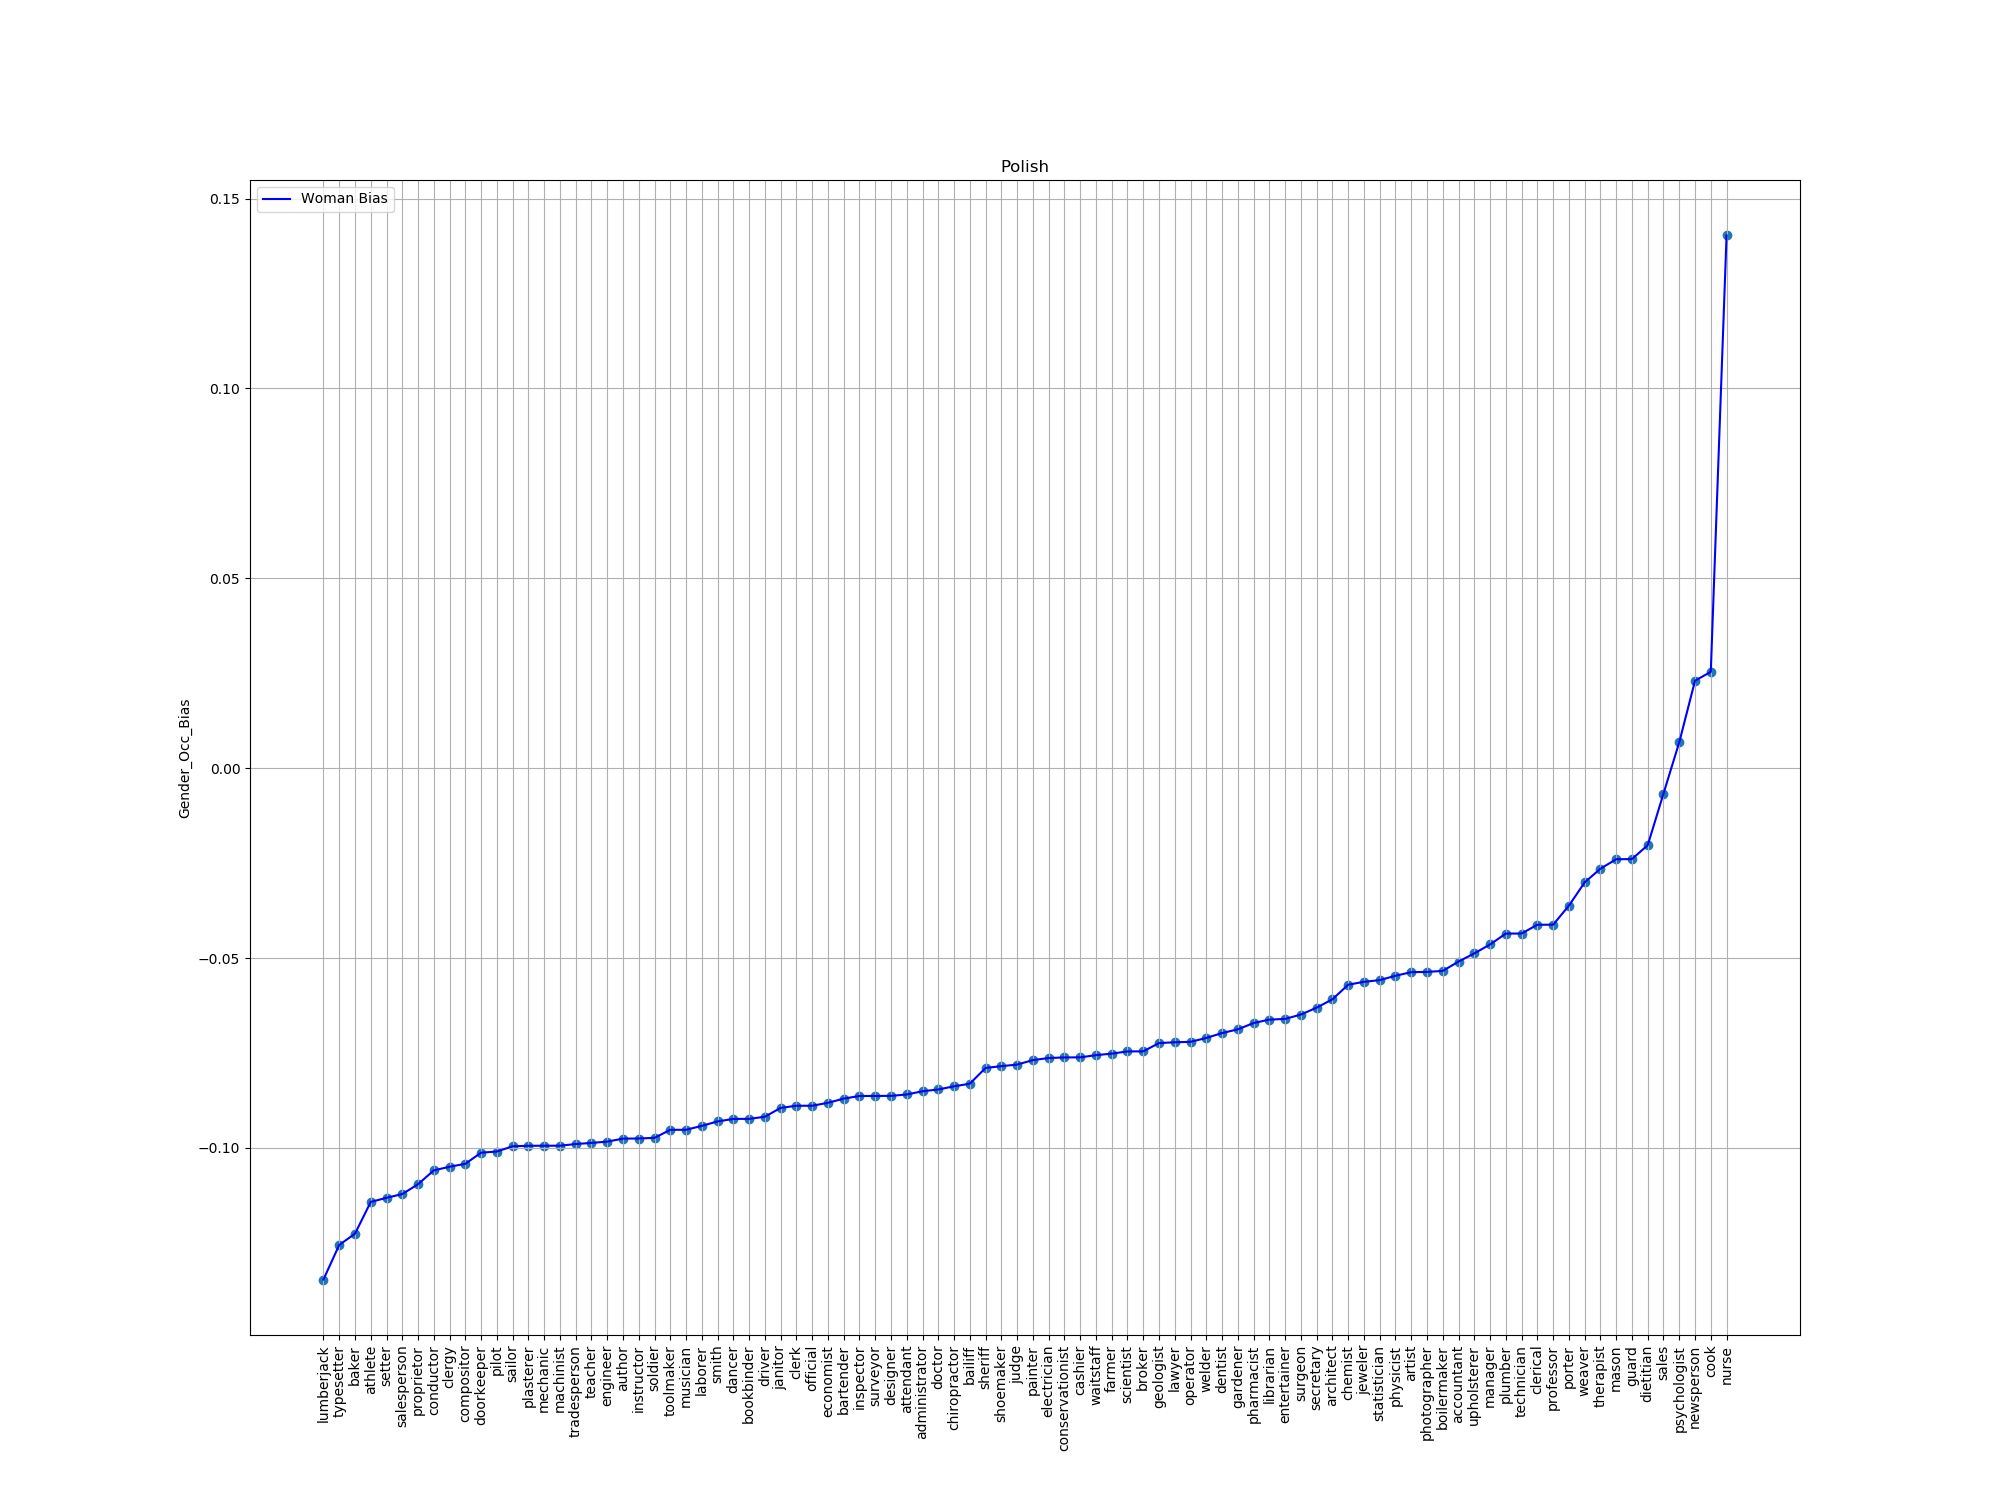 Polish
Woman Bias
0.15
0.10
0.05
0.00
−0.05
−0.10
Gender_Occ_Bias
lumberjack
typesetter
baker
athlete
setter
salesperson
proprietor
conductor
clergy
compositor
doorkeeper
pilot
sailor
plasterer
mechanic
machinist
tradesperson
teacher
engineer
author
instructor
soldier
toolmaker
musician
laborer
smith
dancer
bookbinder
driver
janitor
clerk
official
economist
bartender
inspector
surveyor
designer
attendant
administrator
doctor
chiropractor
bailiff
sheriff
shoemaker
judge
painter
electrician
conservationist
cashier
waitstaff
farmer
scientist
broker
geologist
lawyer
operator
welder
dentist
gardener
pharmacist
librarian
entertainer
surgeon
secretary
architect
chemist
jeweler
statistician
physicist
artist
photographer
boilermaker
accountant
upholsterer
manager
plumber
technician
clerical
professor
porter
weaver
therapist
mason
guard
dietitian
sales
psychologist
newsperson
cook
nurse